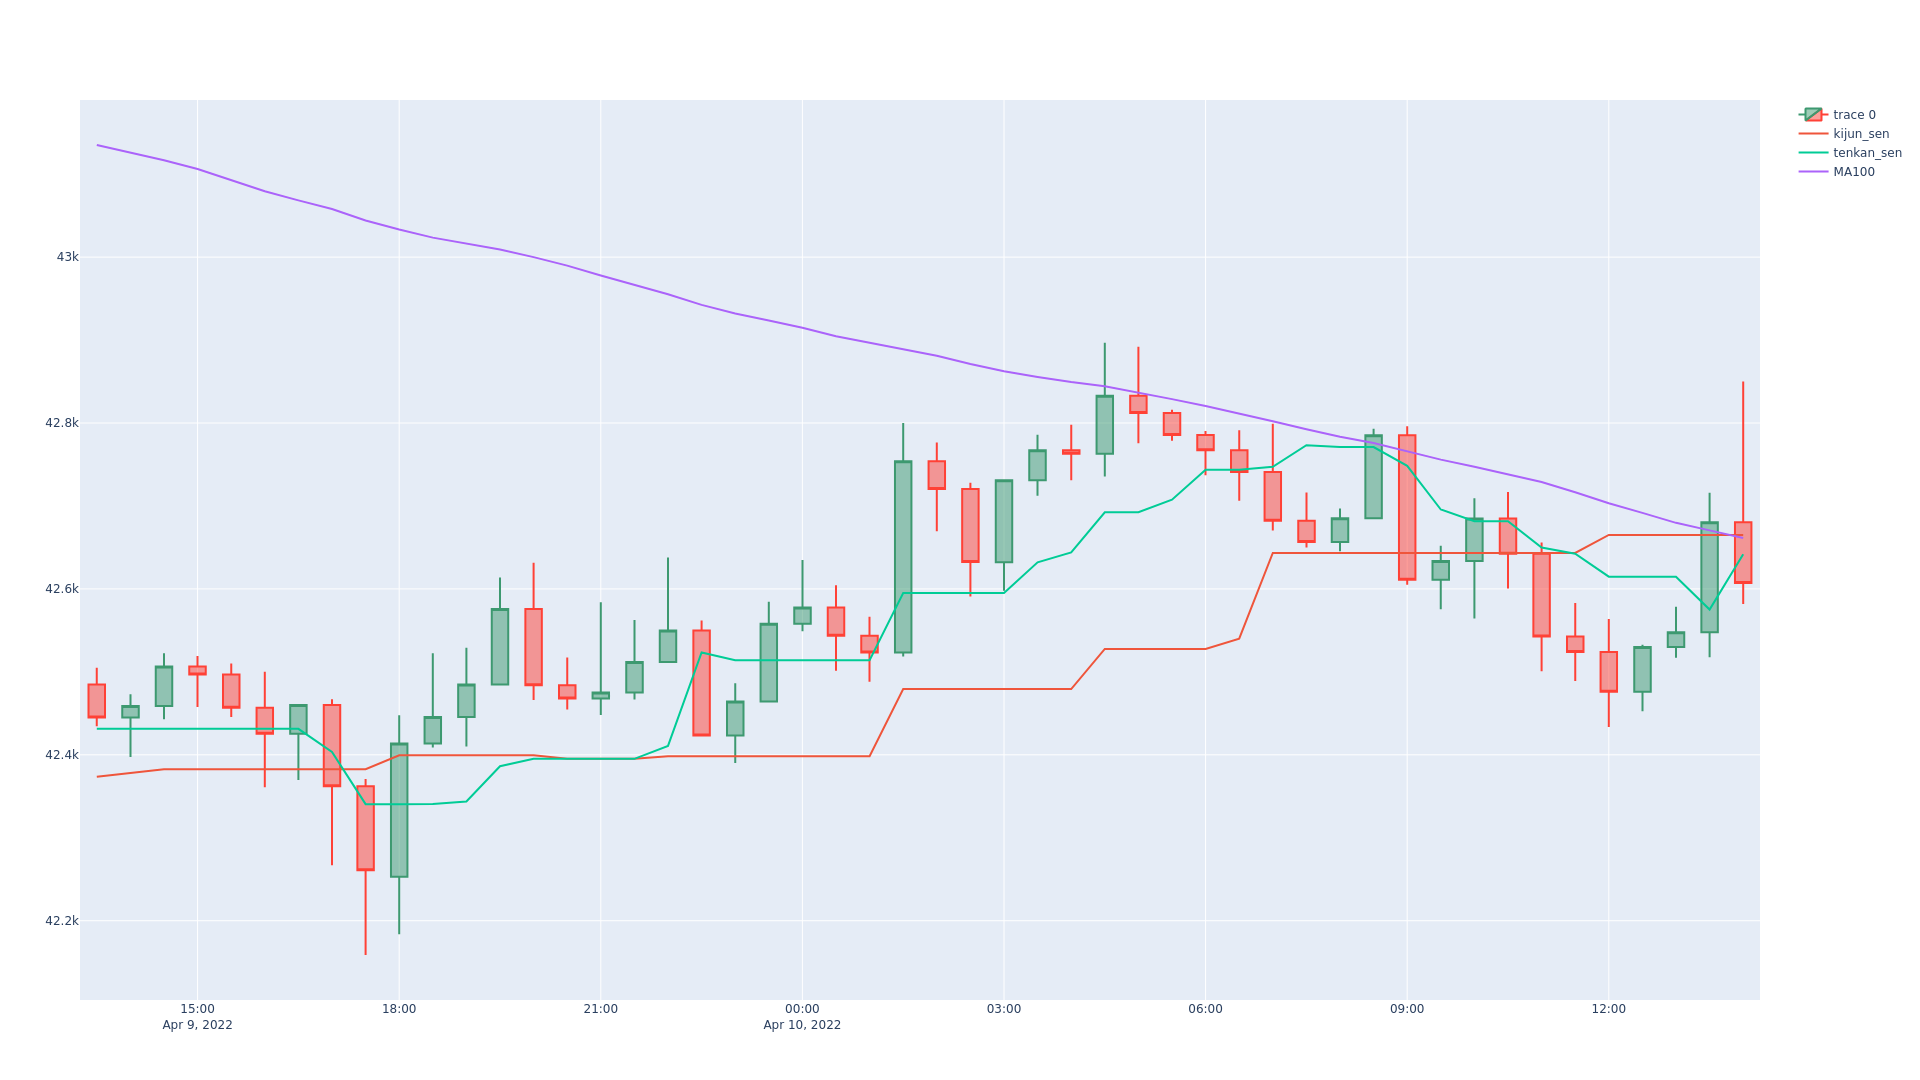 trace 0
kijun_sen
tenkan_sen
MA100
43k
42.8k
42.6k
42.4k
42.2k
15:00 18:00 21:00 00:00 03:00 06:00 09:00 12:00
Apr 9, 2022 Apr 10, 2022